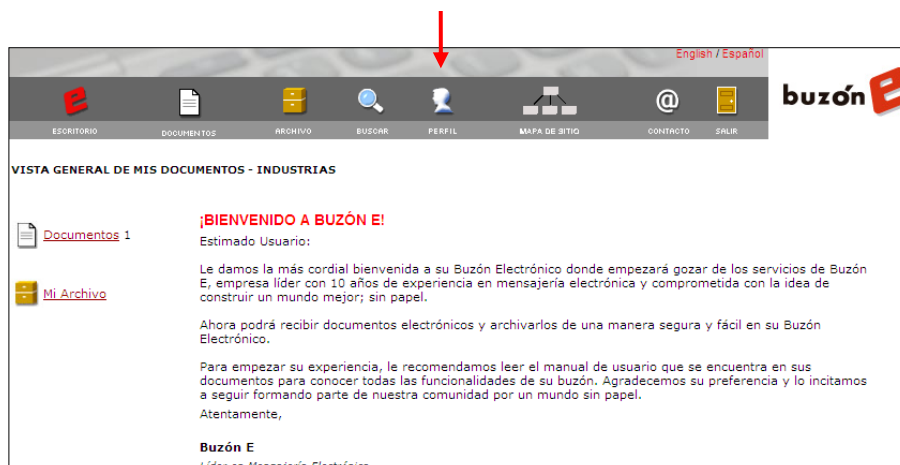 English / Español
buzón e
ESCRITORIO DOCUMENTOS ARCHIVO BUSCAR PERFIL MAPA DE SITIO CONTACTO SALIR
VISTA GENERAL DE MIS DOCUMENTOS - INDUSTRIAS
Documentos 1
Mi Archivo
¡BIENVENIDO A BUZÓN E!
Estimado Usuario:
Le damos la más cordial bienvenida a su Buzón Electrónico donde empezará gozar de los servicios de Buzón
E, empresa líder con 10 años de experiencia en mensajería electrónica y comprometida con la idea de
construir un mundo mejor; sin papel.
Ahora podrá recibir documentos electrónicos y archivarlos de una manera segura y fácil en su Buzón
Electrónico.
Para empezar su experiencia, le recomendamos leer el manual de usuario que se encuentra en sus
documentos para conocer todas las funcionalidades de su buzón. Agradecemos su preferencia y lo incitamos
a seguir formando parte de nuestra comunidad por un mundo sin papel.
Atentamente,
Buzón E
Líder en Mensajería Electrónica